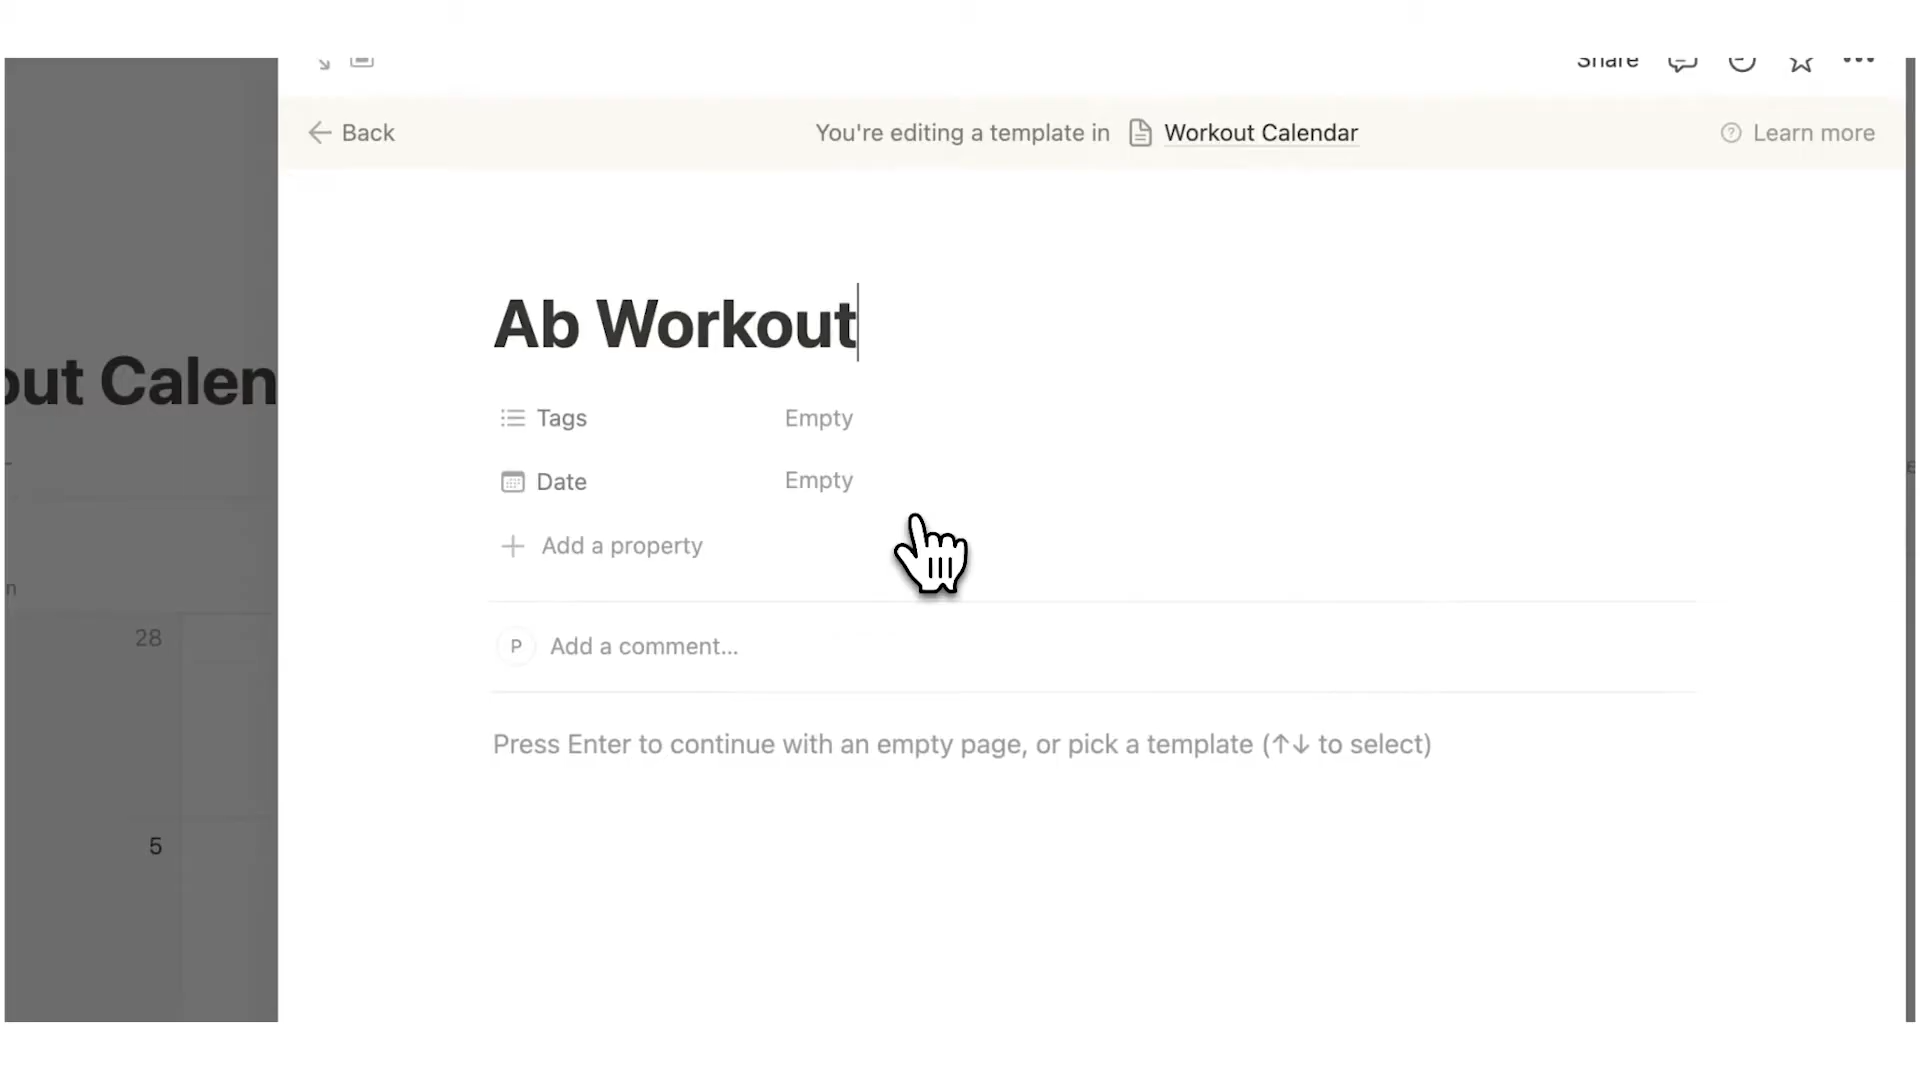 Share
Back
You're editing a template in Workout Calendar
Learn more
Ab Workout
out Calen
Tags Empty
Date Empty
Add a property
n
28
P Add a comment...
Press Enter to continue with an empty page, or pick a template (↑↓ to select)
5